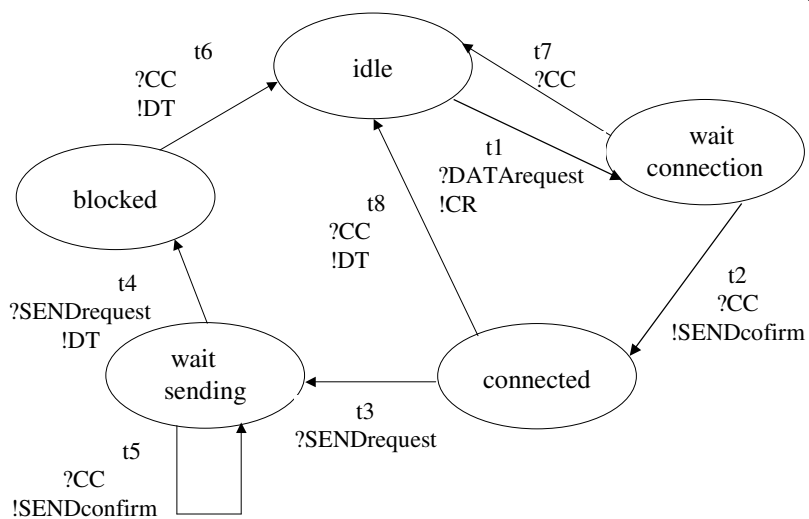 t6
?CC
!DT
idle
t7
?CC
wait
connection
t1
?DATArequest
!CR
blocked
t8
?CC
!DT
t2
?CC
!SENDcofirm
t4
?SENDrequest
!DT
wait
sending
connected
t3
?SENDrequest
t5
?CC
!SENDconfirm